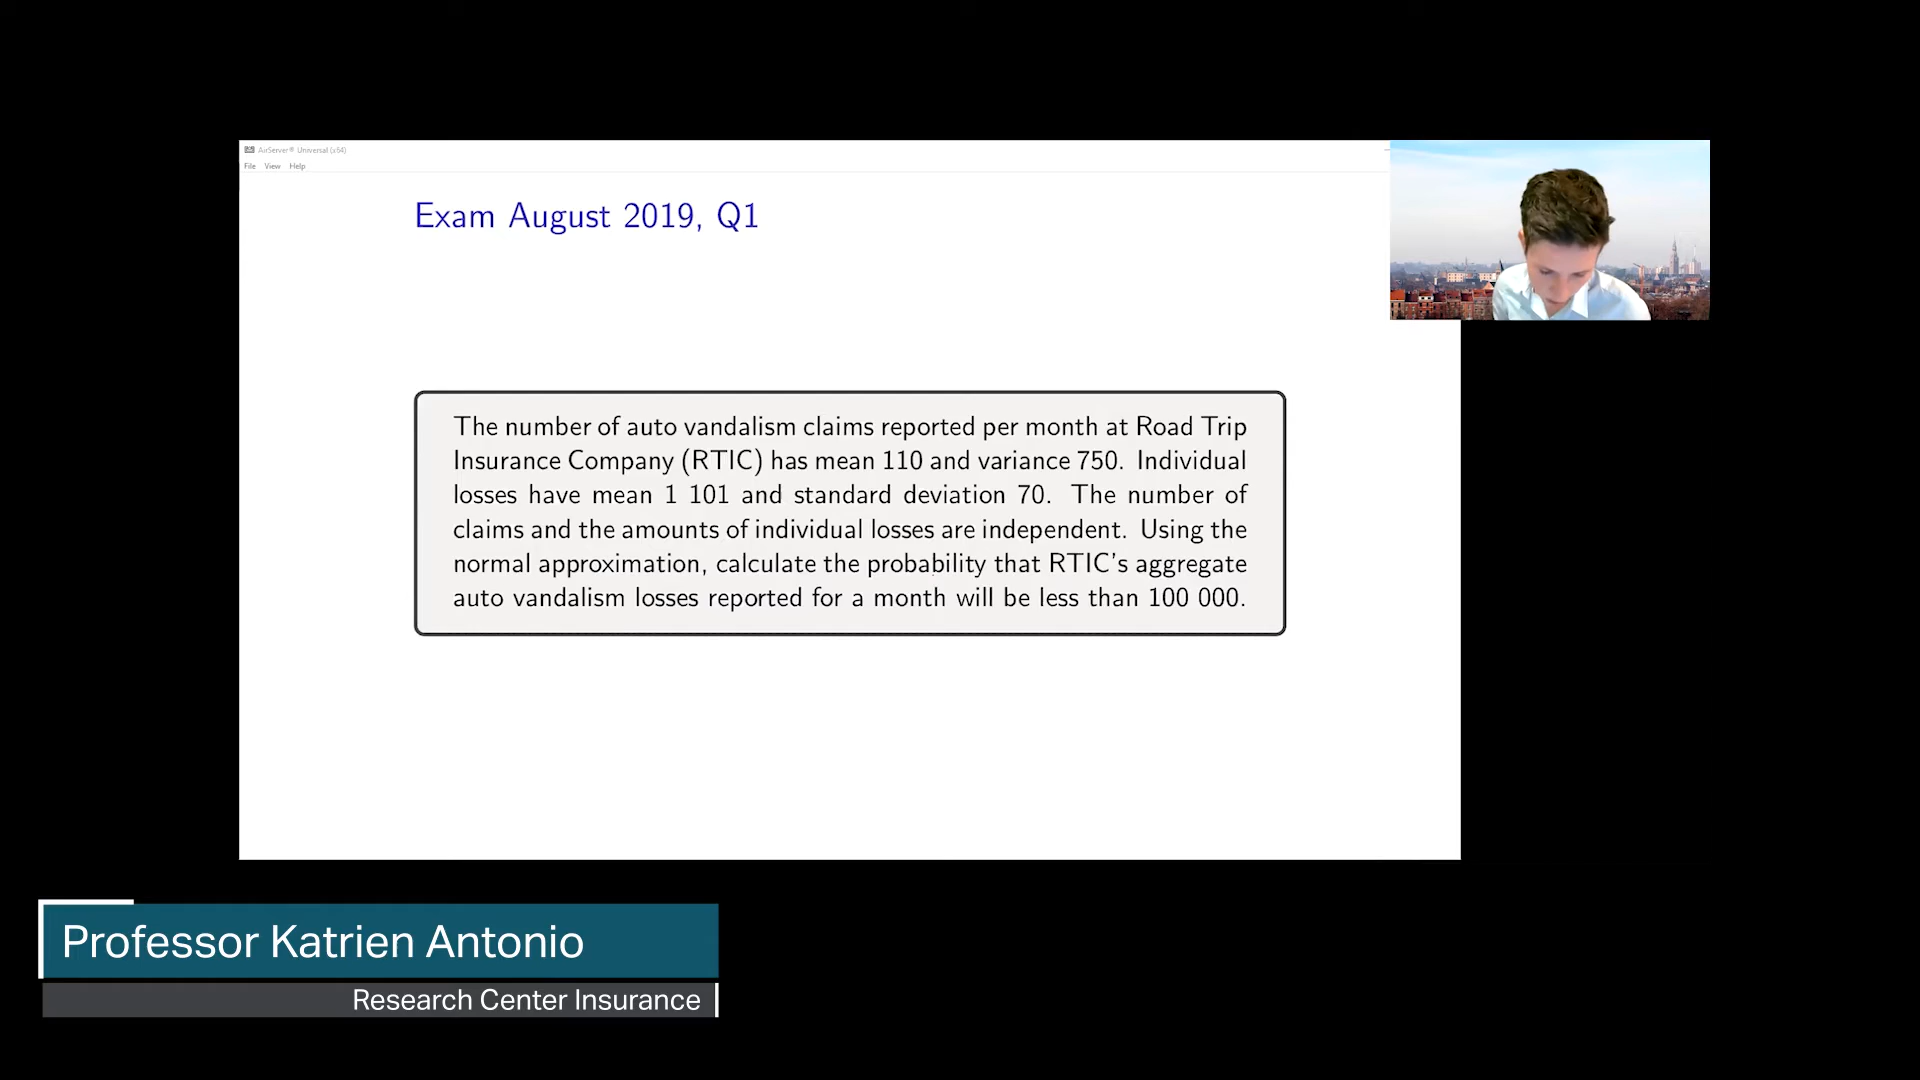 AirServer® Universal (x64)
File View Help
Exam August 2019, Q1
The number of auto vandalism claims reported per month at Road Trip
Insurance Company (RTIC) has mean 110 and variance 750. Individual
losses have mean 1 101 and standard deviation 70. The number of
claims and the amounts of individual losses are independent. Using the
normal approximation, calculate the probability that RTIC's aggregate
auto vandalism losses reported for a month will be less than 100 000.
Professor Katrien Antonio
Research Center Insurance